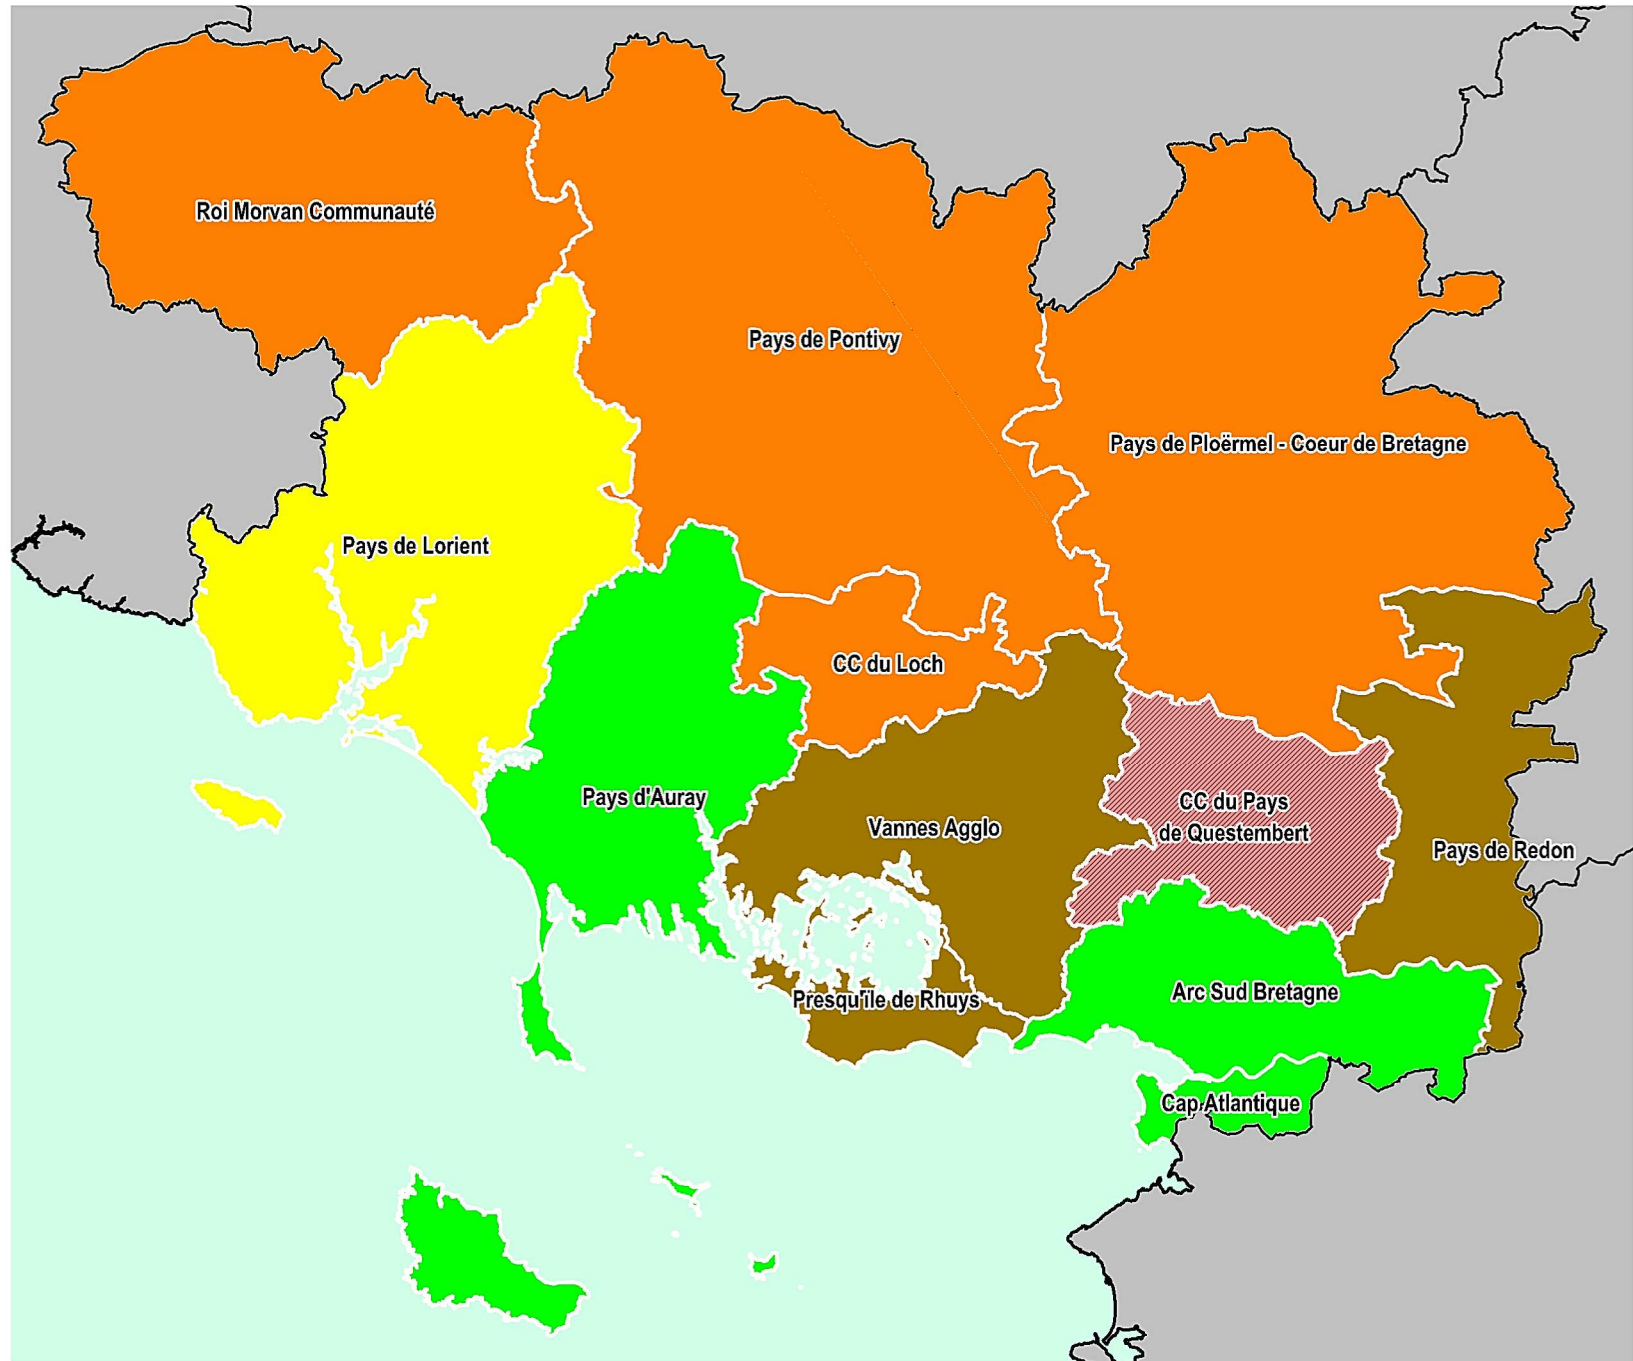 Roi Morvan Communauté
Pays de Pontivy
Pays de Ploërmel - Coeur de Bretagne
Pays de Lorient
CC du Loch
Pays d'Auray
CC du Pays
de Questembert
Vannes Agglo
Pays de Redon
Arc Sud Bretagne
Presqu'île de Rhuys
Cap Atlantique